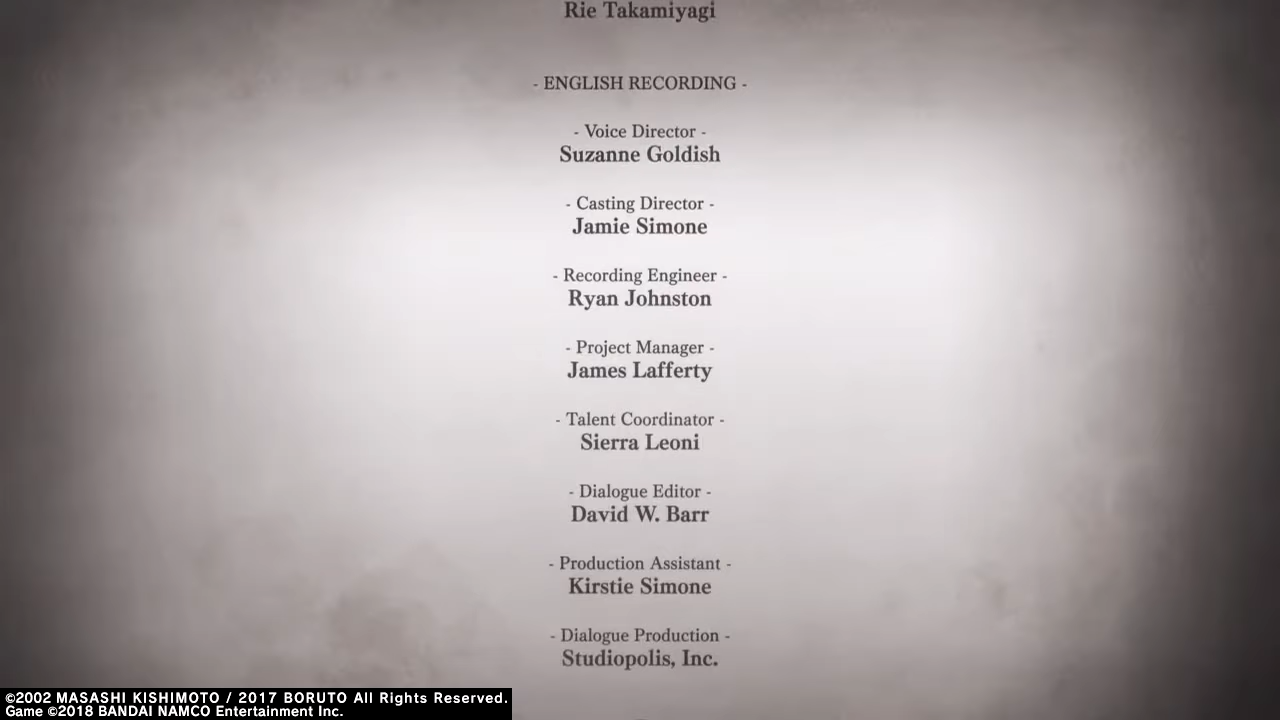 Rie Takamiyagi
- ENGLISH RECORDING -
- Voice Director -
Suzanne Goldish
- Casting Director -
Jamie Simone
- Recording Engineer -
Ryan Johnston
- Project Manager -
James Lafferty
- Talent Coordinator -
Sierra Leoni
- Dialogue Editor -
David W. Barr
- Production Assistant -
Kirstie Simone
- Dialogue Production -
Studiopolis, Inc.
©2002 MASASHI KISHIMOTO / 2017 BORUTO All Rights Reserved.
Game ©2018 BANDAI NAMCO Entertainment Inc.